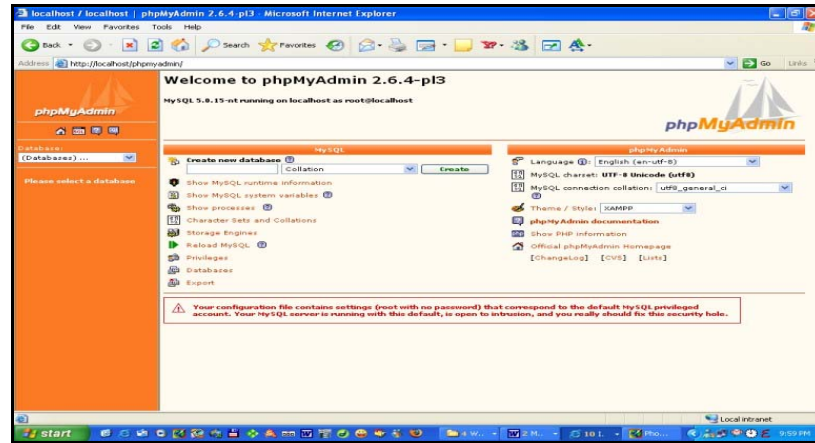 localhost / localhost | phpMyAdmin 2.6.4-pl3 - Microsoft Internet Explorer
File Edit View Favorites Tools Help
Back Search Favorites
Address http://localhost/phpmyadmin/ Go Links
phpMyAdmin
Database:
(Databases) ...
Please select a database
Welcome to phpMyAdmin 2.6.4-pl3
MySQL 5.0.15-nt running on localhost as root@localhost
phpMyAdmin
MySQL
Create new database
Collation Create
Show MySQL runtime information
Show MySQL system variables
Show processes
Character Sets and Collations
Storage Engines
Reload MySQL
Privileges
Databases
Export
phpMyAdmin
Language: English (en-utf-8)
MySQL charset: UTF-8 Unicode (utf8)
MySQL connection collation: utf8_general_ci
Theme / Style: XAMPP
phpMyAdmin documentation
Show PHP information
Official phpMyAdmin Homepage
[ChangeLog] [CVS] [Lists]
Your configuration file contains settings (root with no password) that correspond to the default MySQL privileged
account. Your MySQL server is running with this default, is open to intrusion, and you really should fix this security hole.
Local intranet
start 4 W... 2 M... 10 I... Pho... 9:59 PM